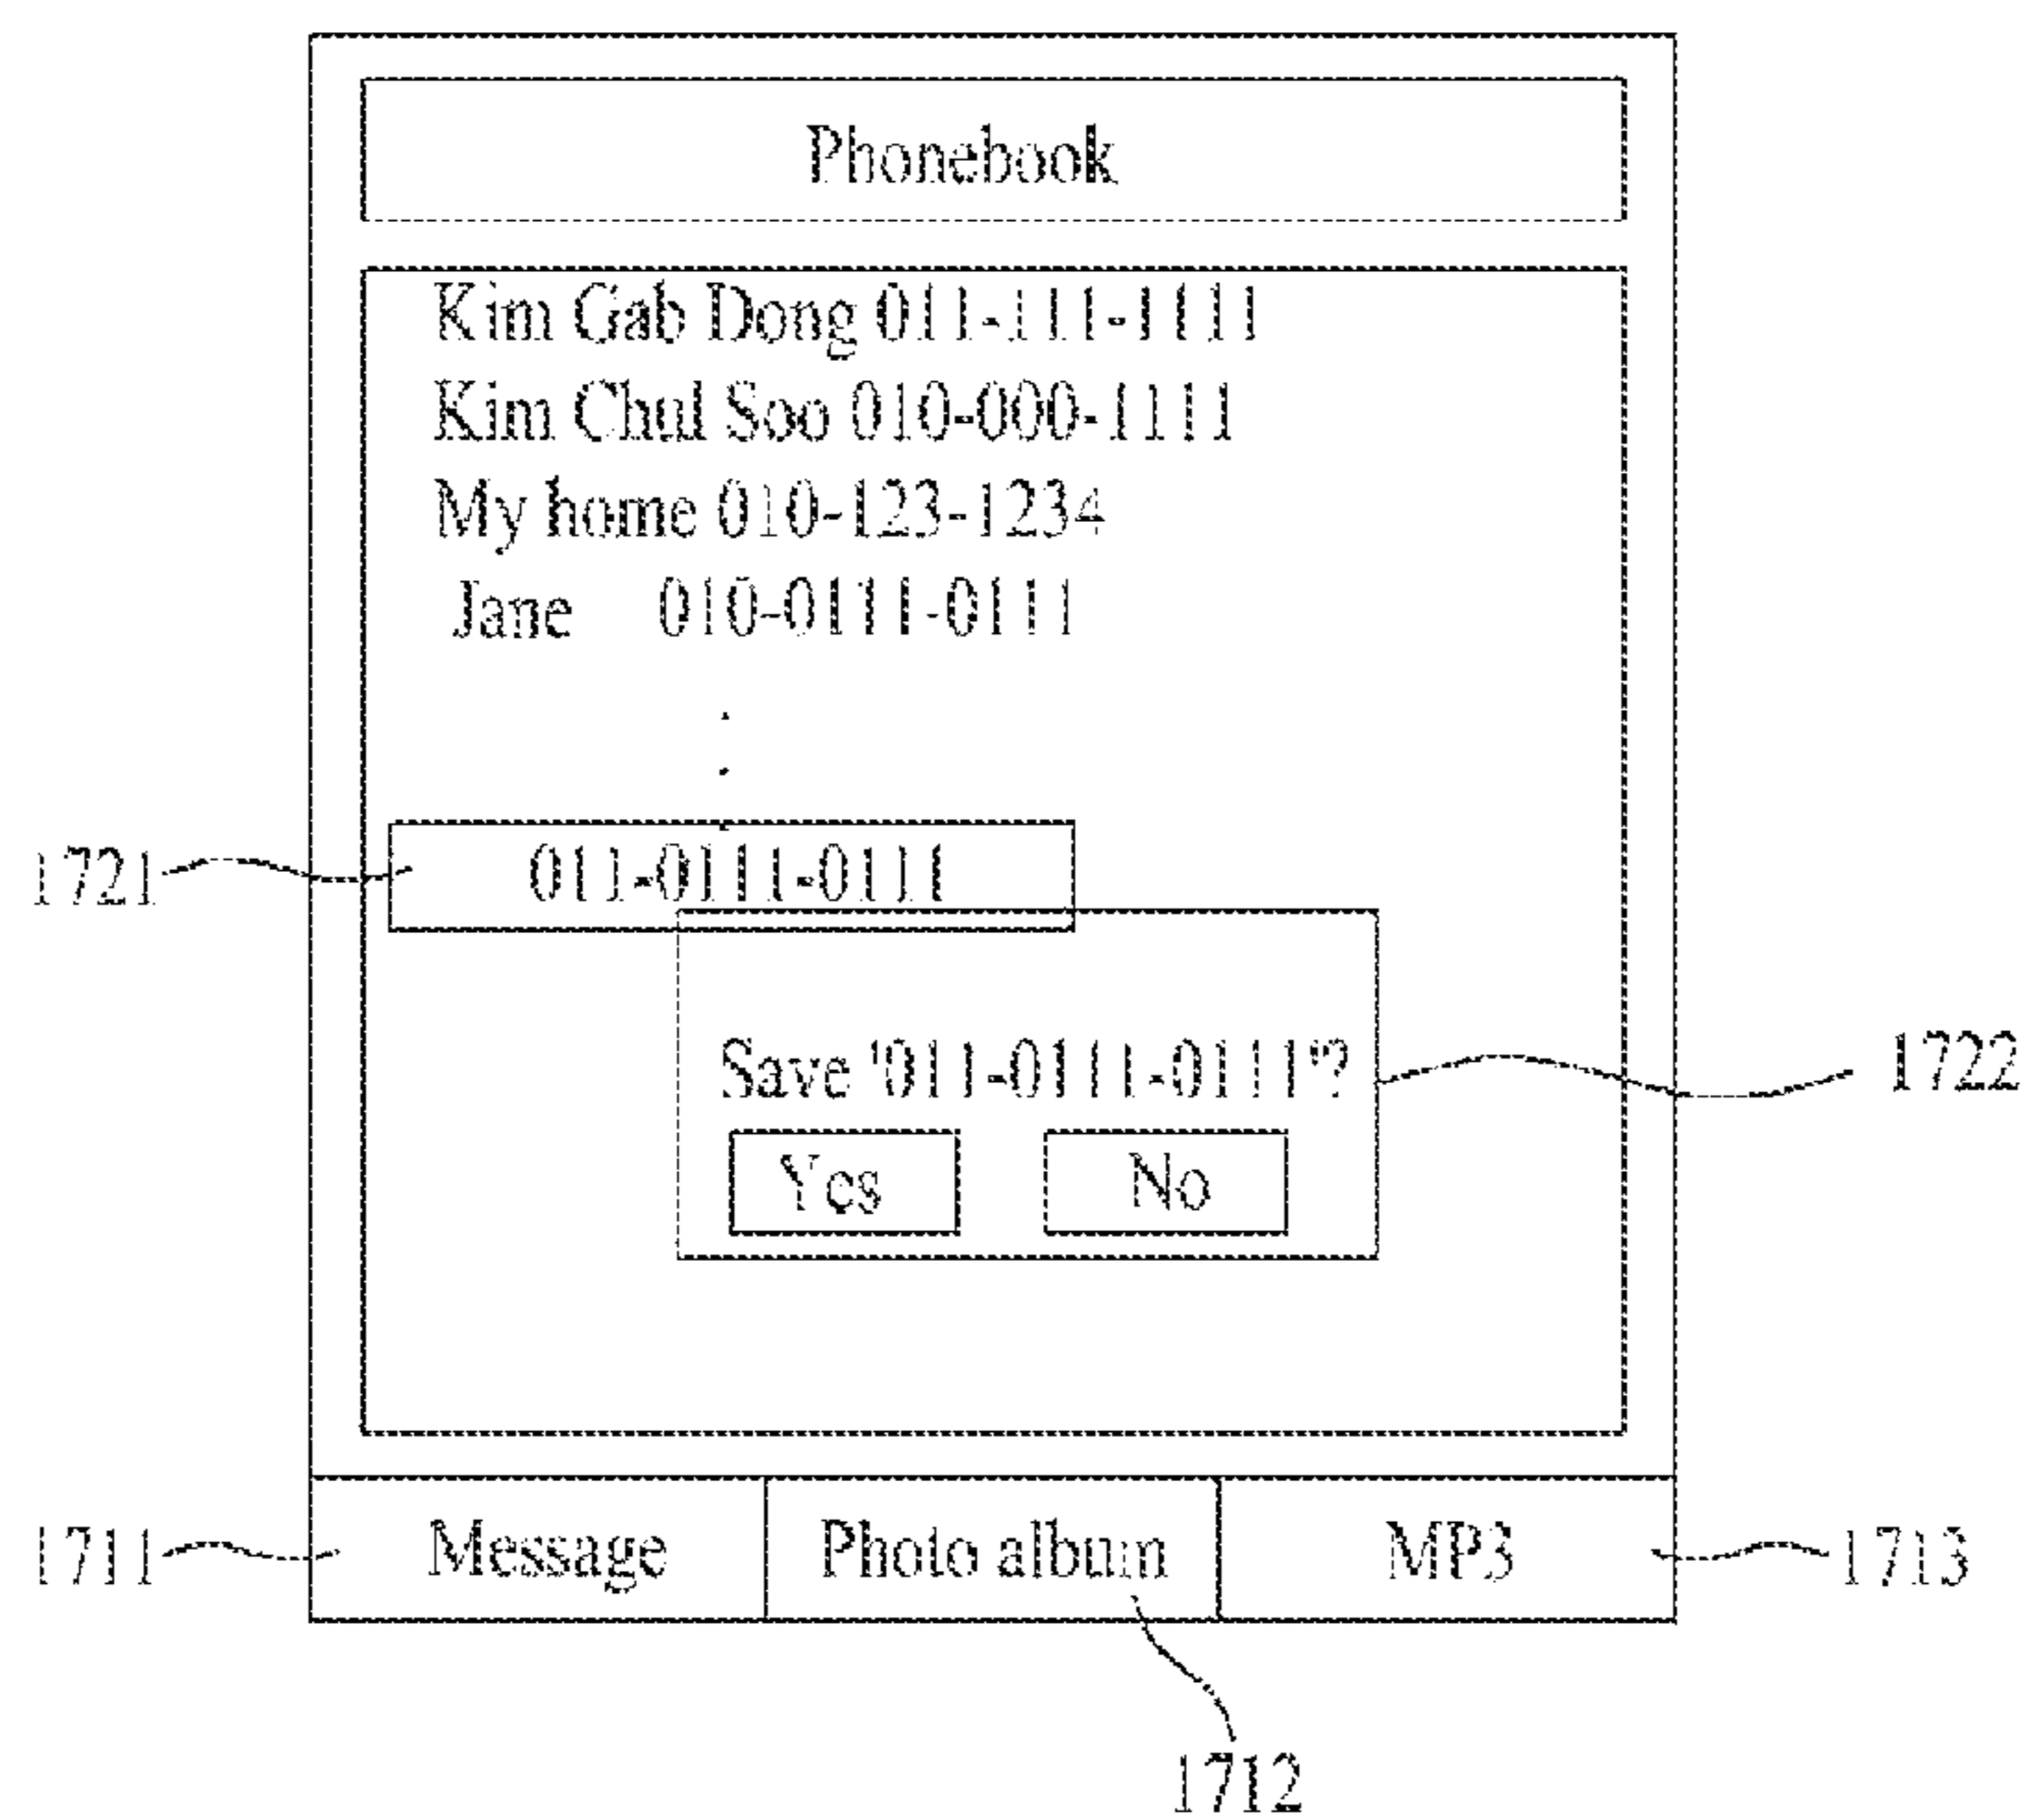 Phonebook
Kim Gab Dong 011-111-1111
Kim Chul Soo 010-000-1111
My home 010-123-1234
Jane 010-0111-0111
.
.
.
1721
011-0111-0111
Save '011-0111-0111'?
1722
Yes No
1711 Message Photo album MP3 1713
1712